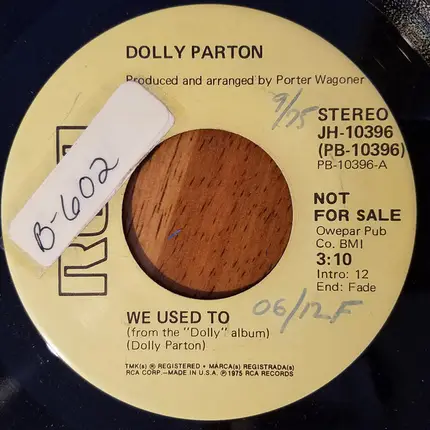 DOLLY PARTON
Produced and arranged by Porter Wagoner
9/75
STEREO
JH-10396
(PB-10396)
PB-10396-A
B-602
RCA
NOT
FOR SALE
Owepar Pub
Co. BMI
3:10
Intro: 12
End: Fade
06/12 F
WE USED TO
(from the "Dolly" album)
(Dolly Parton)
TMK(s) ® REGISTERED • MARCA(s) REGISTRADA(s)
RCA CORP.—MADE IN U.S.A. ℗ 1975 RCA RECORDS